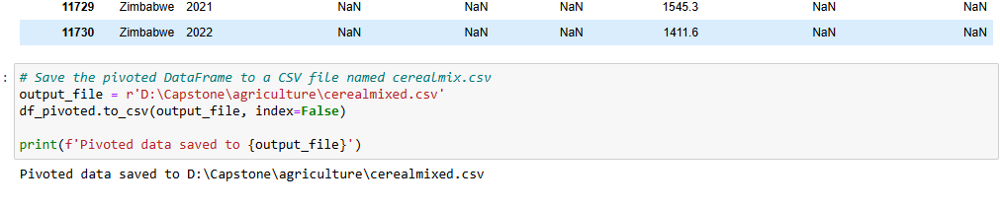 11729 Zimbabwe 2021 NaN NaN NaN 1545.3 NaN NaN
11730 Zimbabwe 2022 NaN NaN NaN 1411.6 NaN NaN
: # Save the pivoted DataFrame to a CSV file named cerealmix.csv
output_file = r'D:\Capstone\agriculture\cerealmixed.csv'
df_pivoted.to_csv(output_file, index=False)
print(f'Pivoted data saved to {output_file}')
Pivoted data saved to D:\Capstone\agriculture\cerealmixed.csv